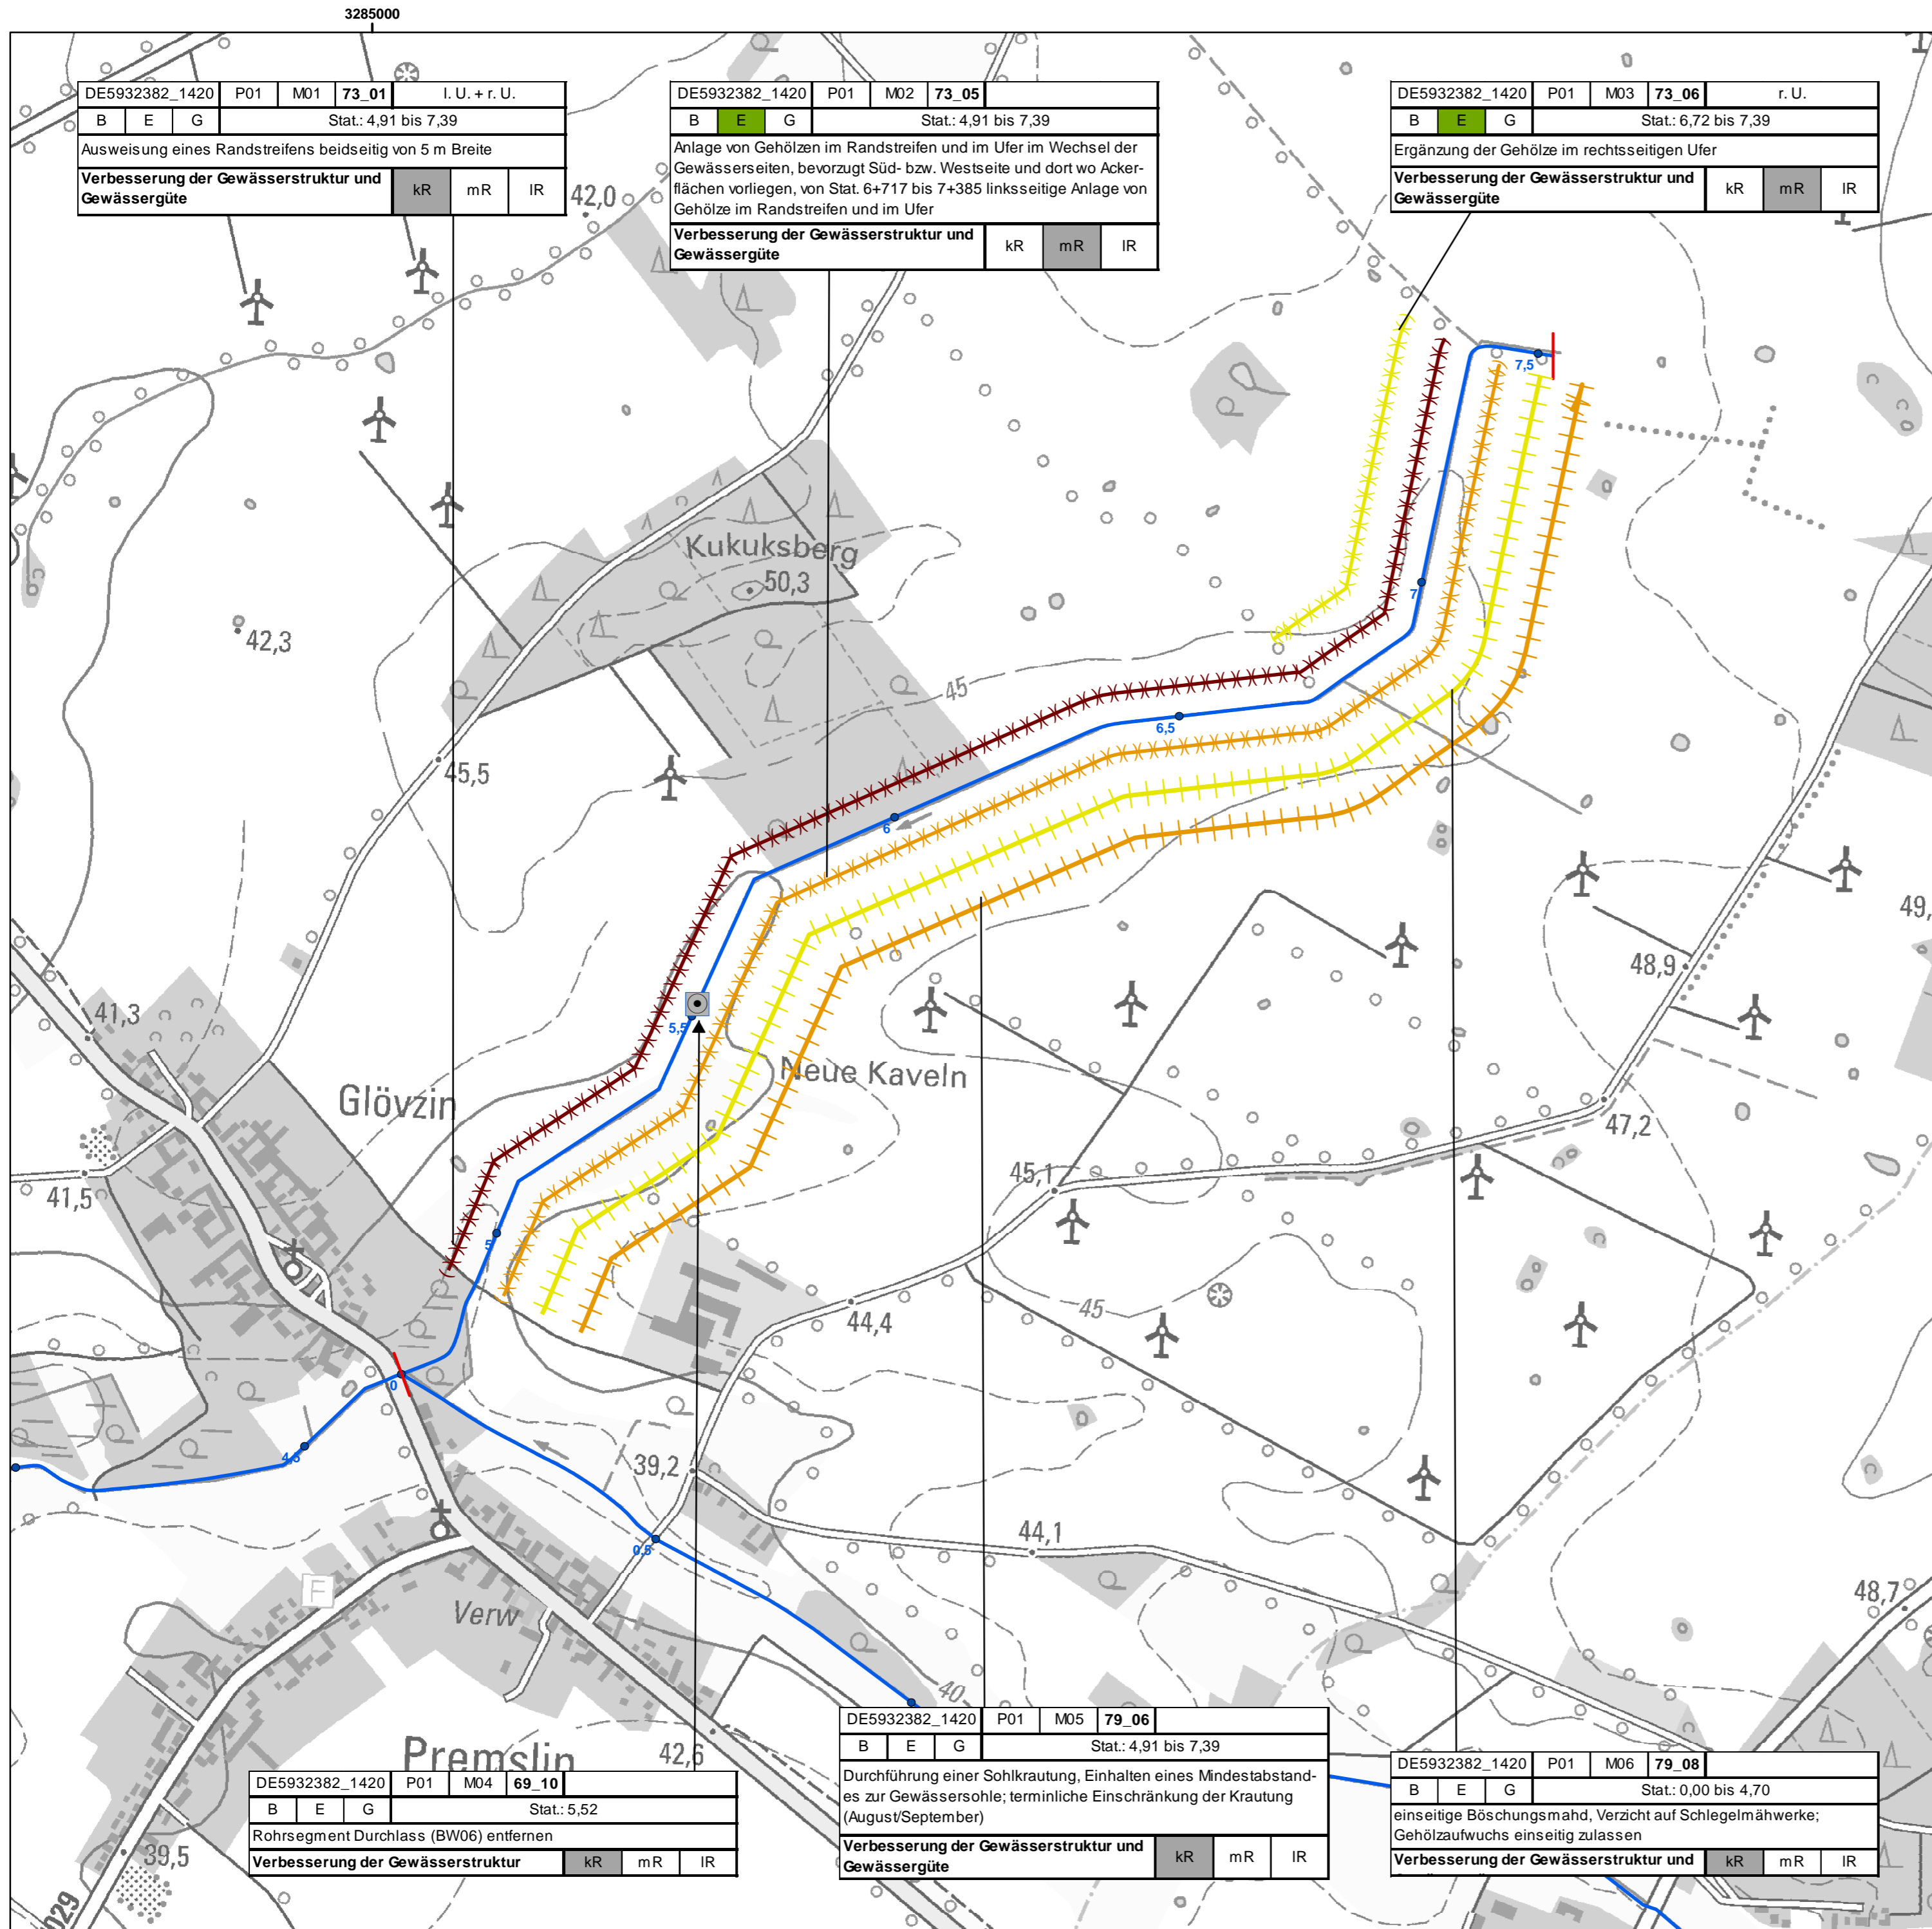 3285000
DE5932382_1420 P01 M01 73_01 l. U. + r. U.
B E G Stat.: 4,91 bis 7,39
Ausweisung eines Randstreifens beidseitig von 5 m Breite
Verbesserung der Gewässerstruktur und
Gewässergüte kR mR lR
DE5932382_1420 P01 M02 73_05
B E G Stat.: 4,91 bis 7,39
Anlage von Gehölzen im Randstreifen und im Ufer im Wechsel der
Gewässerseiten, bevorzugt Süd- bzw. Westseite und dort wo Acker-
flächen vorliegen, von Stat. 6+717 bis 7+385 linksseitige Anlage von
Gehölze im Randstreifen und im Ufer
Verbesserung der Gewässerstruktur und
Gewässergüte kR mR lR
DE5932382_1420 P01 M03 73_06 r. U.
B E G Stat.: 6,72 bis 7,39
Ergänzung der Gehölze im rechtsseitigen Ufer
Verbesserung der Gewässerstruktur und
Gewässergüte kR mR lR
42,0
7,5
Kukuksberg
50,3
7
42,3
45
6,5
45,5
6
49,
48,9
41,3
5,5
Neue Kaveln
Glövzin
47,2
45,1
41,5
5
45
44,4
0
4,5
39,2
44,1
0,5
F
Verw
48,7
40
Premslin
42,6
39,5
029
DE5932382_1420 P01 M04 69_10
B E G Stat.: 5,52
Rohrsegment Durchlass (BW06) entfernen
Verbesserung der Gewässerstruktur kR mR lR
DE5932382_1420 P01 M05 79_06
B E G Stat.: 4,91 bis 7,39
Durchführung einer Sohlkrautung, Einhalten eines Mindestabstand-
es zur Gewässersohle; terminliche Einschränkung der Krautung
(August/September)
Verbesserung der Gewässerstruktur und
Gewässergüte kR mR lR
DE5932382_1420 P01 M06 79_08
B E G Stat.: 0,00 bis 4,70
einseitige Böschungsmahd, Verzicht auf Schlegelmähwerke;
Gehölzaufwuchs einseitig zulassen
Verbesserung der Gewässerstruktur und kR mR lR